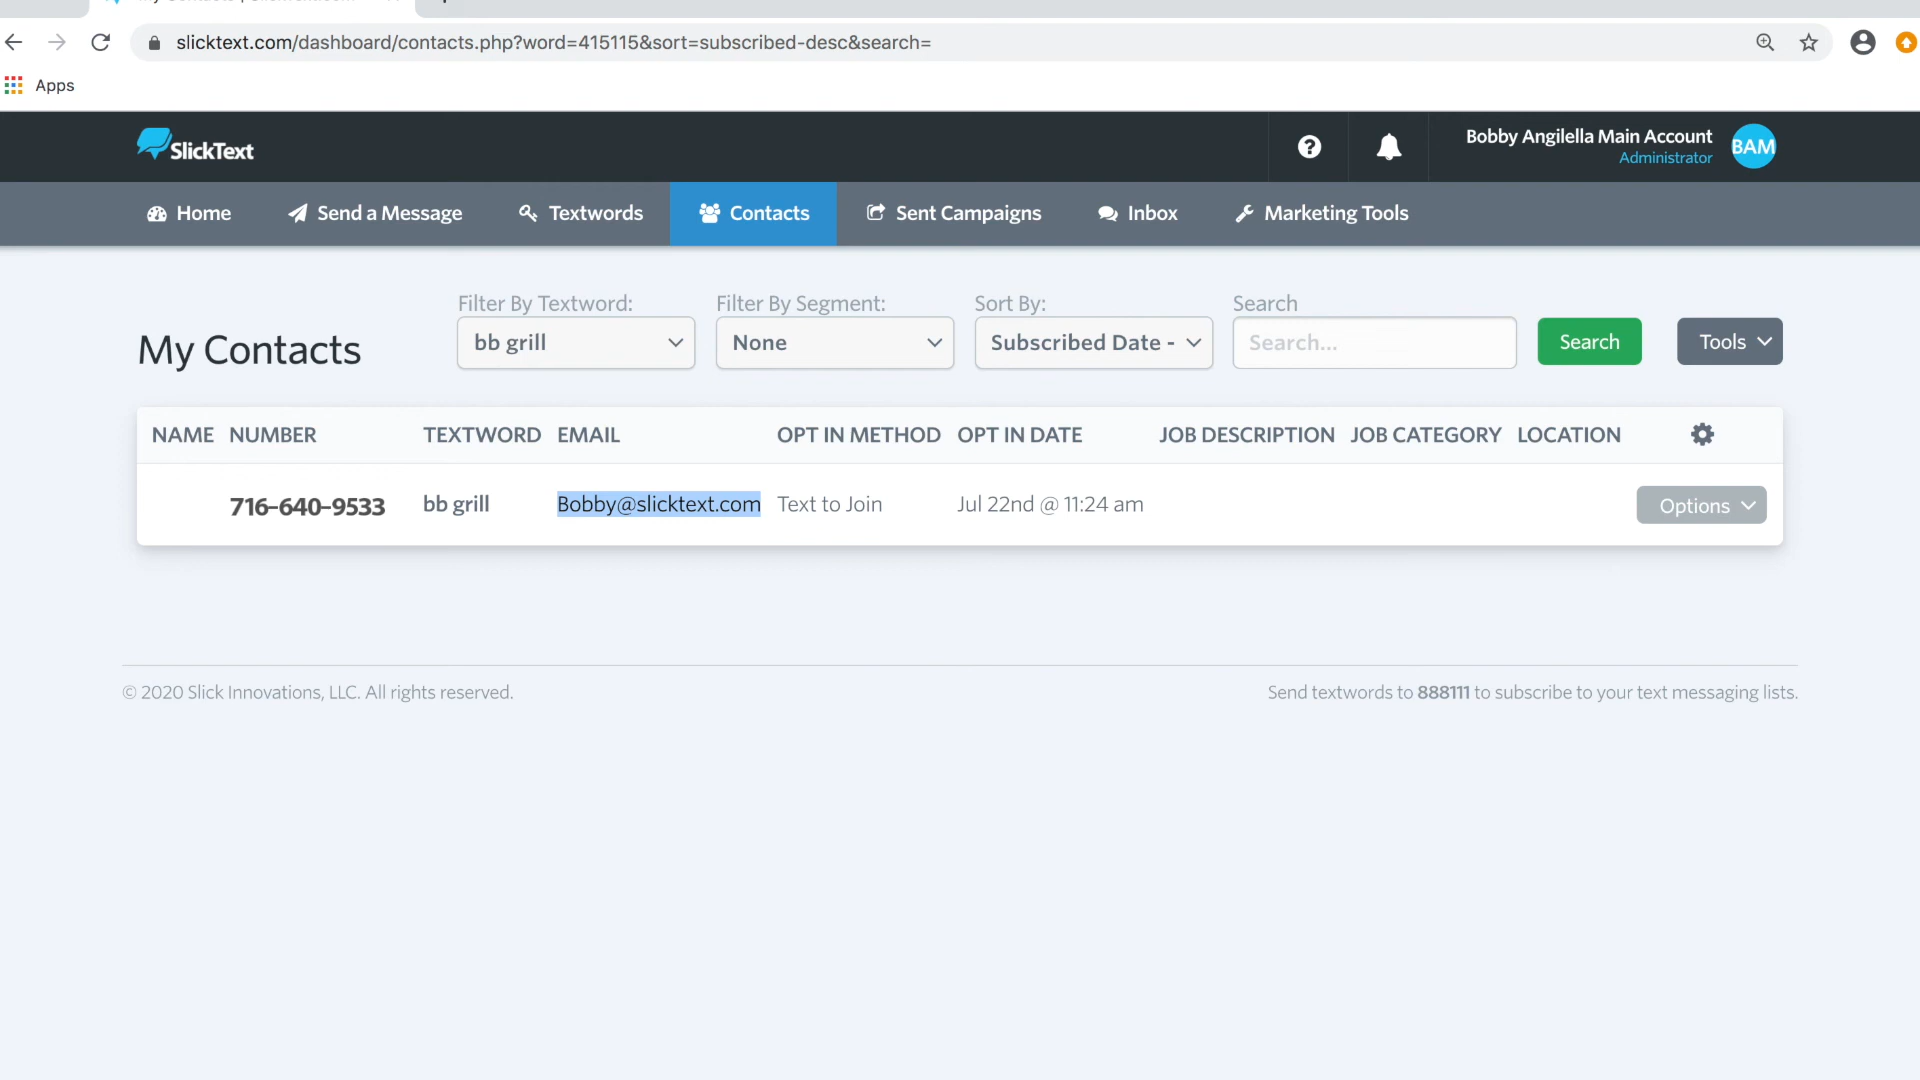 slicktext.com/dashboard/contacts.php?word=415115&sort=subscribed-desc&search=
Apps
SlickText
Bobby Angilella Main Account
Administrator
BAM
Home
Send a Message
Textwords
Contacts
Sent Campaigns
Inbox
Marketing Tools
My Contacts
Filter By Textword:
bb grill
Filter By Segment:
None
Sort By:
Subscribed Date -
Search
Search...
Search
Tools
NAME NUMBER TEXTWORD EMAIL OPT IN METHOD OPT IN DATE JOB DESCRIPTION JOB CATEGORY LOCATION
716-640-9533 bb grill Bobby@slicktext.com Text to Join Jul 22nd @ 11:24 am Options
© 2020 Slick Innovations, LLC. All rights reserved.
Send textwords to 888111 to subscribe to your text messaging lists.